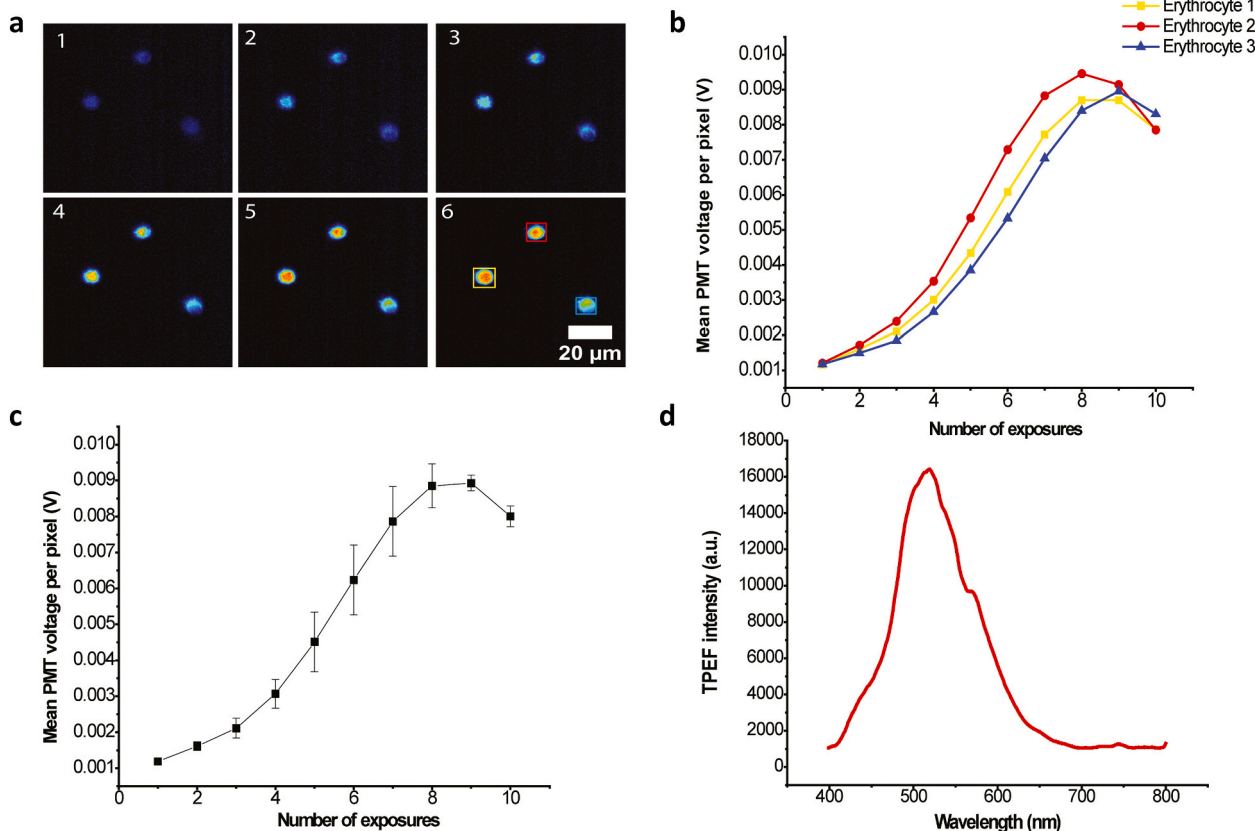 a
1
2
3
4
5
6
20 µm
b
Erythrocyte 1
Erythrocyte 2
Erythrocyte 3
Mean PMT voltage per pixel (V)
0.010
0.009
0.008
0.007
0.006
0.005
0.004
0.003
0.002
0.001
0 2 4 6 8 10
Number of exposures
c
Mean PMT voltage per pixel (V)
0.010
0.009
0.008
0.007
0.006
0.005
0.004
0.003
0.002
0.001
0 2 4 6 8 10
Number of exposures
d
TPEF intensity (a.u.)
18000
16000
14000
12000
10000
18000
16000
14000
2000
0
400 500 600 700 800
Wavelength (nm)